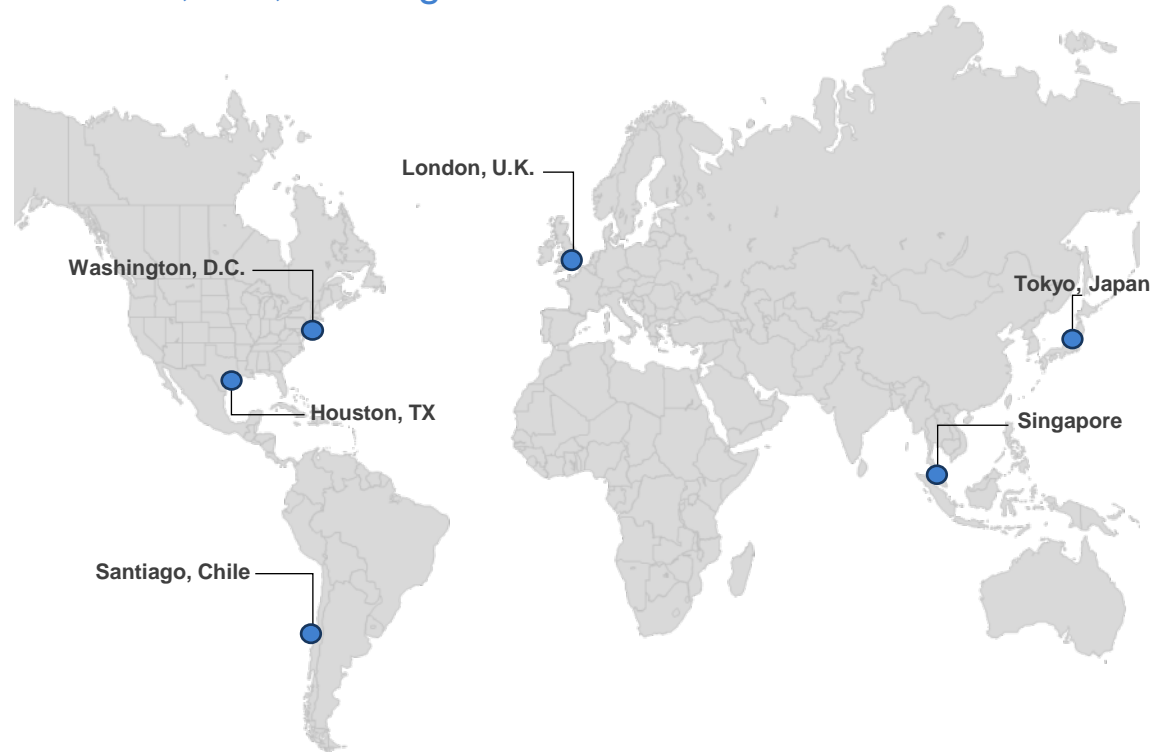 London, U.K.
Washington, D.C.
Tokyo, Japan
Houston, TX
Singapore
Santiago, Chile